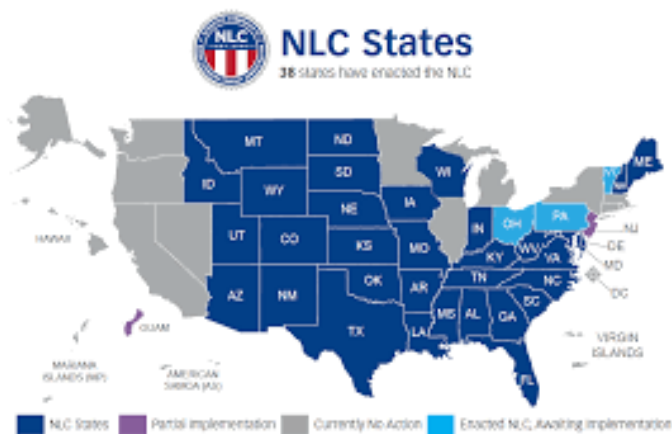 NLC
NLC States
38 states have enacted the NLC
MT
ND
ME
ID
SD
WI
WY
NE
IA
IN
OH
PA
NJ
UT
CO
KS
MO
KY
WV
VA
DE
MD
DC
AZ
NM
OK
AR
TN
NC
SC
TX
LA
MS
AL
GA
FL
HAWAII
GUAM
MARIANA
ISLANDS (MP)
AMERICAN
SAMOA (AS)
VIRGIN
ISLANDS
NLC States
Partial Implementation
Currently No Action
Enacted NLC, Awaiting Implementation